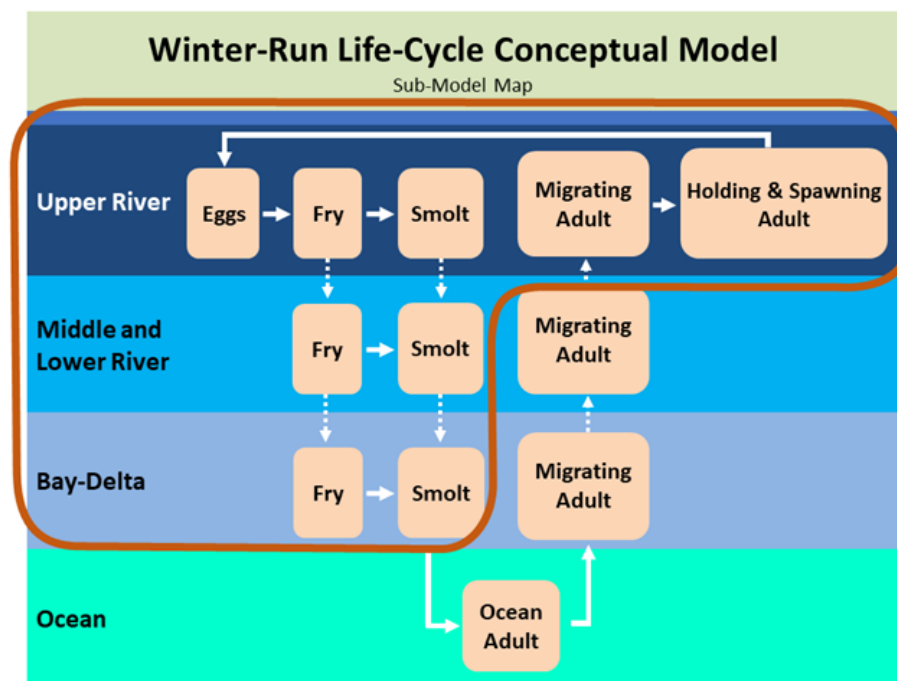 Winter-Run Life-Cycle Conceptual Model
Sub-Model Map
Upper River
Eggs
Fry
Smolt
Migrating
Adult
Holding & Spawning
Adult
Middle and
Lower River
Fry
Smolt
Migrating
Adult
Bay-Delta
Fry
Smolt
Migrating
Adult
Ocean
Ocean
Adult